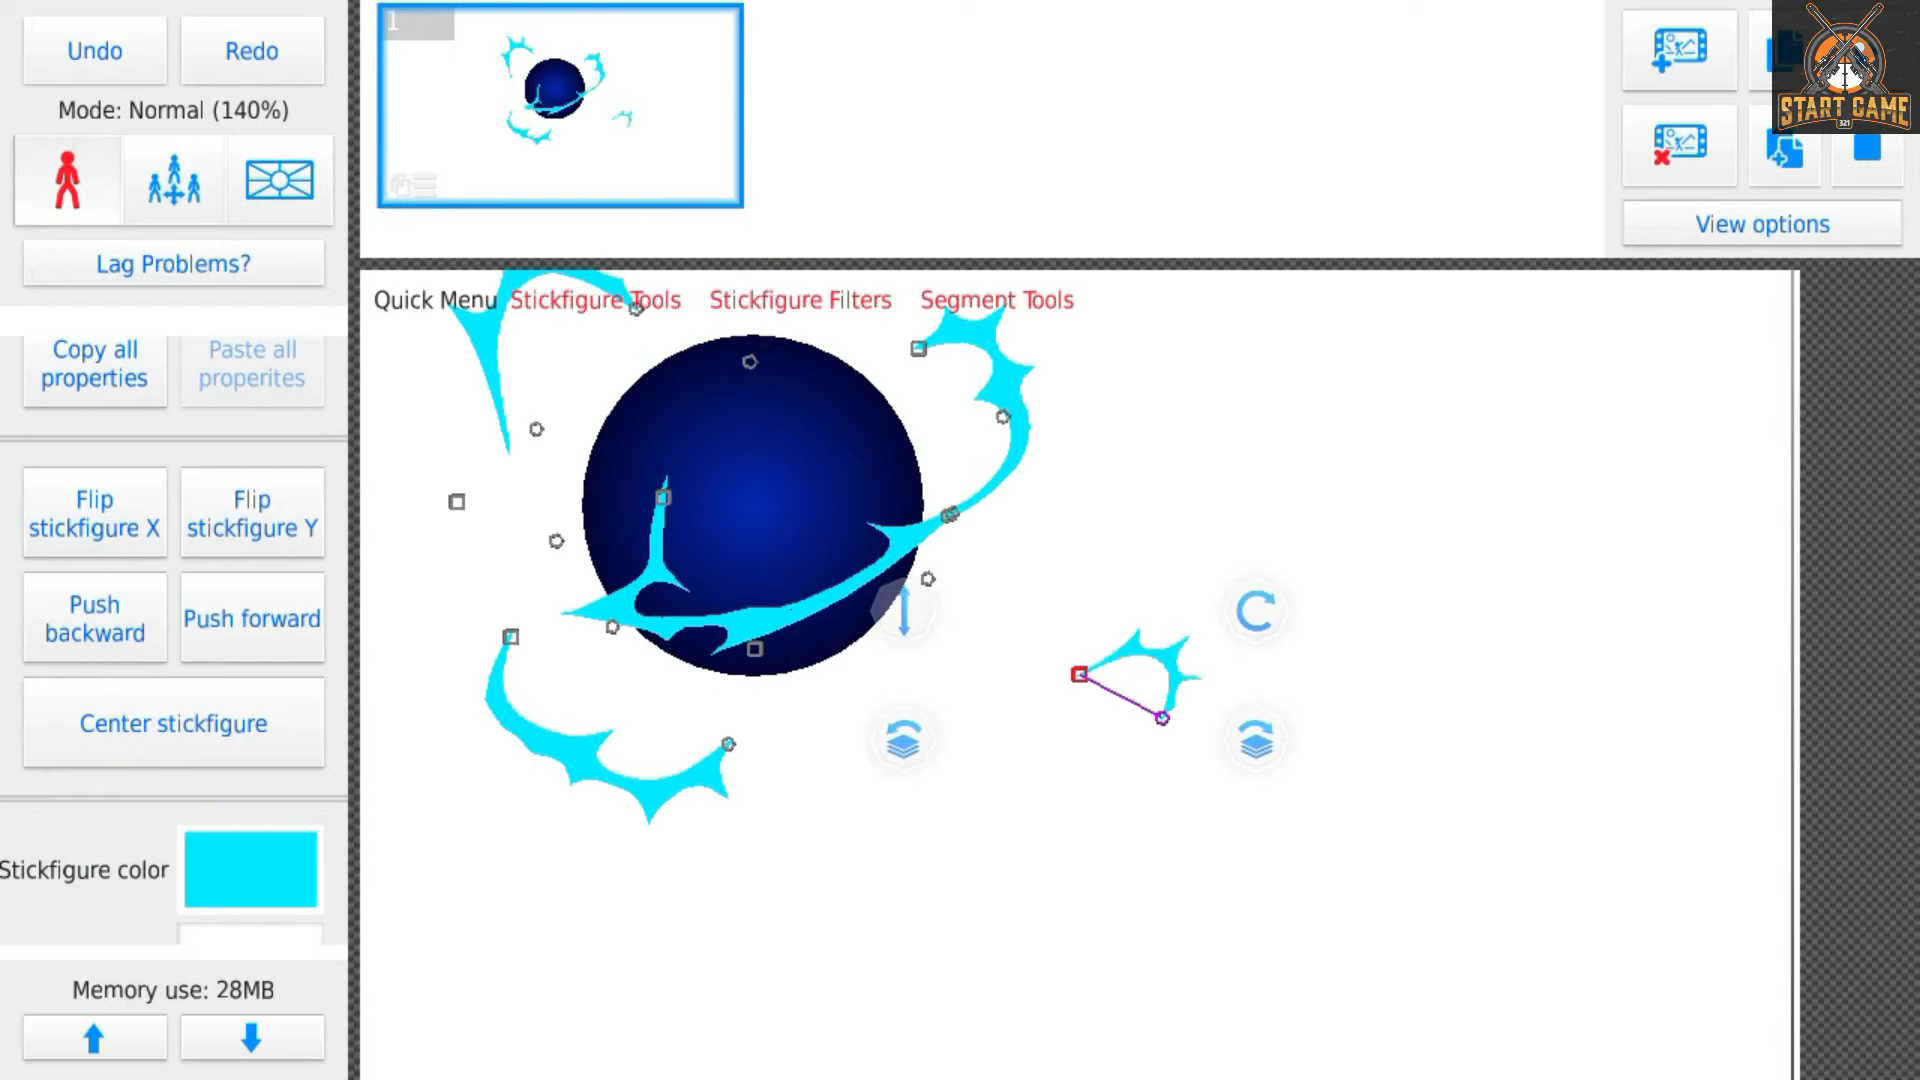 Undo
Redo
Mode: Normal (140%)
Lag Problems?
Copy all
properties
Paste all
properites
Flip
stickfigure X
Flip
stickfigure Y
Push
backward
Push forward
Center stickfigure
Stickfigure color
Memory use: 28MB
1
Quick Menu
Stickfigure Tools
Stickfigure Filters
Segment Tools
START GAME
321
View options